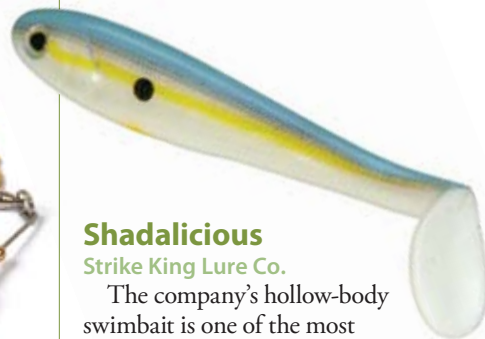 Shadalicious
Strike King Lure Co.
The company’s hollow-body
swimbait is one of the most